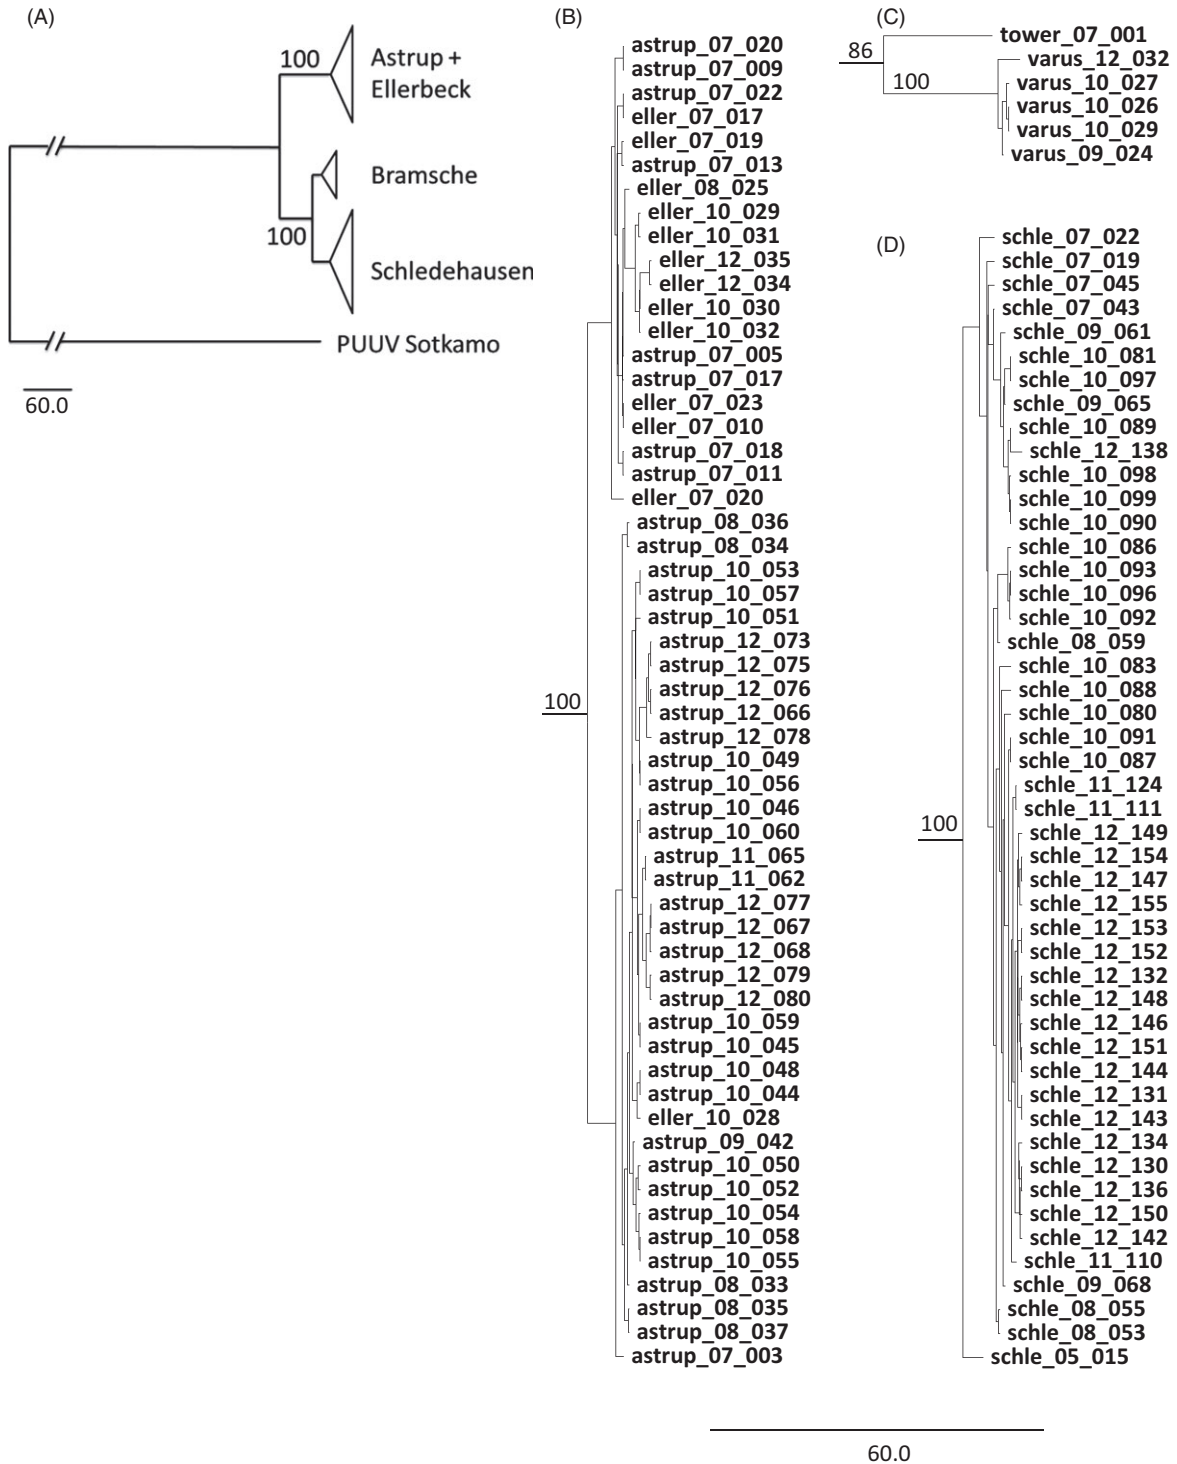 (A)
100
Astrup +
Ellerbeck
Bramsche
100
Schledehausen
PUUV Sotkamo
60.0
(B)
astrup_07_020
astrup_07_009
astrup_07_022
eller_07_017
eller_07_019
astrup_07_013
eller_08_025
eller_10_029
eller_10_031
eller_12_035
eller_12_034
eller_10_030
eller_10_032
astrup_07_005
astrup_07_017
eller_07_023
eller_07_010
astrup_07_018
astrup_07_011
eller_07_020
astrup_08_036
astrup_08_034
astrup_10_053
astrup_10_057
astrup_10_051
astrup_12_073
astrup_12_075
astrup_12_076
astrup_12_066
astrup_12_078
astrup_10_049
astrup_10_056
astrup_10_046
astrup_10_060
astrup_11_065
astrup_11_062
astrup_12_077
astrup_12_067
astrup_12_068
astrup_12_079
astrup_12_080
astrup_10_059
astrup_10_045
astrup_10_048
astrup_10_044
eller_10_028
astrup_09_042
astrup_10_050
astrup_10_052
astrup_10_054
astrup_10_058
astrup_10_055
astrup_08_033
astrup_08_035
astrup_08_037
astrup_07_003
100
(C)
86
100
tower_07_001
varus_12_032
varus_10_027
varus_10_026
varus_10_029
varus_09_024
(D)
100
schle_07_022
schle_07_019
schle_07_045
schle_07_043
schle_09_061
schle_10_081
schle_10_097
schle_09_065
schle_10_089
schle_12_138
schle_10_098
schle_10_099
schle_10_090
schle_10_086
schle_10_093
schle_10_096
schle_10_092
schle_08_059
schle_10_083
schle_10_088
schle_10_080
schle_10_091
schle_10_087
schle_11_124
schle_11_111
schle_12_149
schle_12_154
schle_12_147
schle_12_155
schle_12_153
schle_12_152
schle_12_132
schle_12_148
schle_12_146
schle_12_151
schle_12_144
schle_12_131
schle_12_143
schle_12_134
schle_12_130
schle_12_136
schle_12_150
schle_12_142
schle_11_110
schle_09_068
schle_08_055
schle_08_053
schle_05_015
60.0